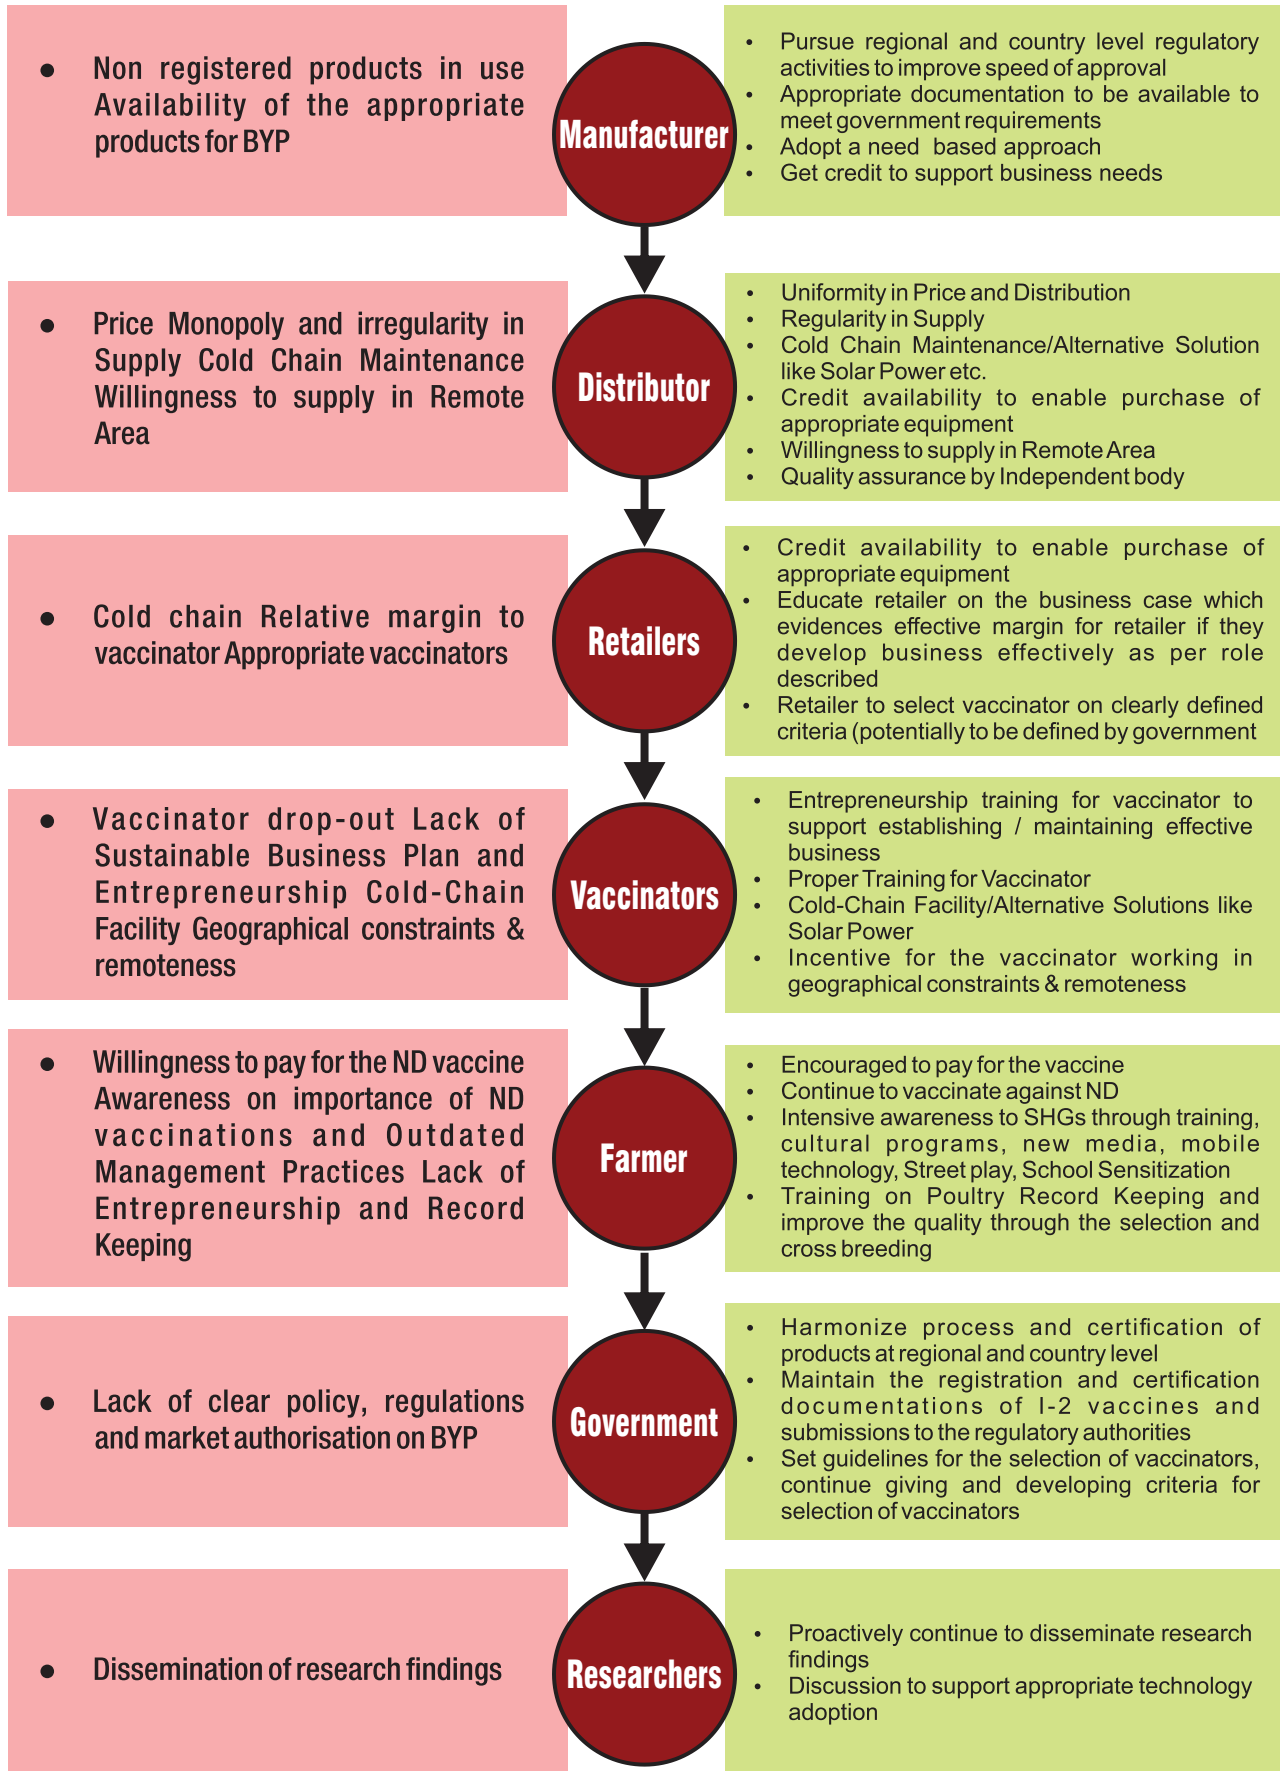 Non registered products in use
Availability of the appropriate
products for BYP
Manufacturer
• Pursue regional and country level regulatory
activities to improve speed of approval
• Appropriate documentation to be available to
meet government requirements
• Adopt a need based approach
• Get credit to support business needs
● Price Monopoly and irregularity in
Supply Cold Chain Maintenance
Willingness to supply in Remote
Area
Distributor
• Uniformity in Price and Distribution
• Regularity in Supply
• Cold Chain Maintenance/Alternative Solution
like Solar Power etc.
• Credit availability to enable purchase of
appropriate equipment
• Willingness to supply in Remote Area
• Quality assurance by Independent body
● Cold chain Relative margin to
vaccinator Appropriate vaccinators
Retailers
• Credit availability to enable purchase of
appropriate equipment
• Educate retailer on the business case which
evidences effective margin for retailer if they
develop business effectively as per role
described
• Retailer to select vaccinator on clearly defined
criteria (potentially to be defined by government
● Vaccinator drop-out Lack of
Sustainable Business Plan and
Entrepreneurship Cold-Chain
Facility Geographical constraints &
remoteness
Vaccinators
• Entrepreneurship training for vaccinator to
support establishing / maintaining effective
business
• Proper Training for Vaccinator
• Cold-Chain Facility/Alternative Solutions like
Solar Power
• Incentive for the vaccinator working in
geographical constraints & remoteness
● Willingness to pay for the ND vaccine
Awareness on importance of ND
vaccinations and Outdated
Management Practices Lack of
Entrepreneurship and Record
Keeping
Farmer
• Encouraged to pay for the vaccine
• Continue to vaccinate against ND
• Intensive awareness to SHGs through training,
cultural programs, new media, mobile
technology, Street play, School Sensitization
• Training on Poultry Record Keeping and
improve the quality through the selection and
cross breeding
● Lack of clear policy, regulations
and market authorisation on BYP
Government
• Harmonize process and certification of
products at regional and country level
• Maintain the registration and certification
documentations of I-2 vaccines and
submissions to the regulatory authorities
• Set guidelines for the selection of vaccinators,
continue giving and developing criteria for
selection of vaccinators
● Dissemination of research findings
Researchers
• Proactively continue to disseminate research
findings
• Discussion to support appropriate technology
adoption